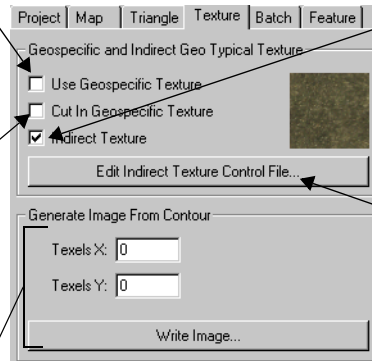 Project Map Triangle Texture Batch Feature
Geospecific and Indirect Geo Typical Texture
Use Geospecific Texture
Cut In Geospecific Texture
Indirect Texture
Edit Indirect Texture Control File...
Generate Image From Contour
Texels X: 0
Texels Y: 0
Write Image...